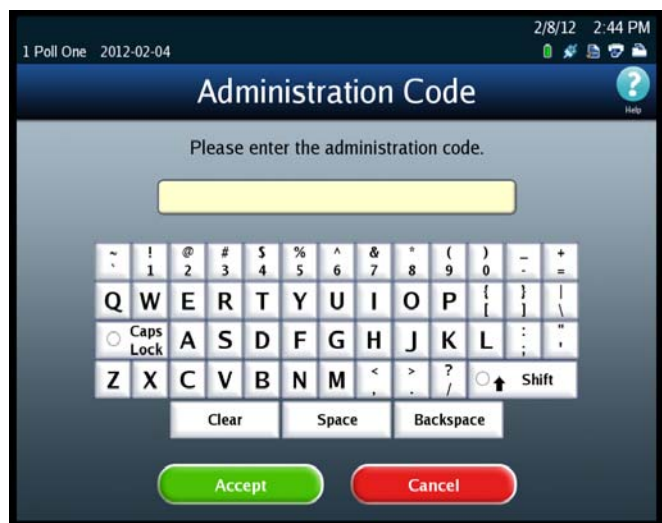 2/8/12 2:44 PM
1 Poll One 2012-02-04
Administration Code
Help
Please enter the administration code.
~ ! @ # $ % ^ & * ( ) _ +
` 1 2 3 4 5 6 7 8 9 0 - =
Q W E R T Y U I O P { } |
[ ] \
Caps Lock A S D F G H J K L : "
; '
Z X C V B N M < > ? Shift
, . /
Clear Space Backspace
Accept Cancel